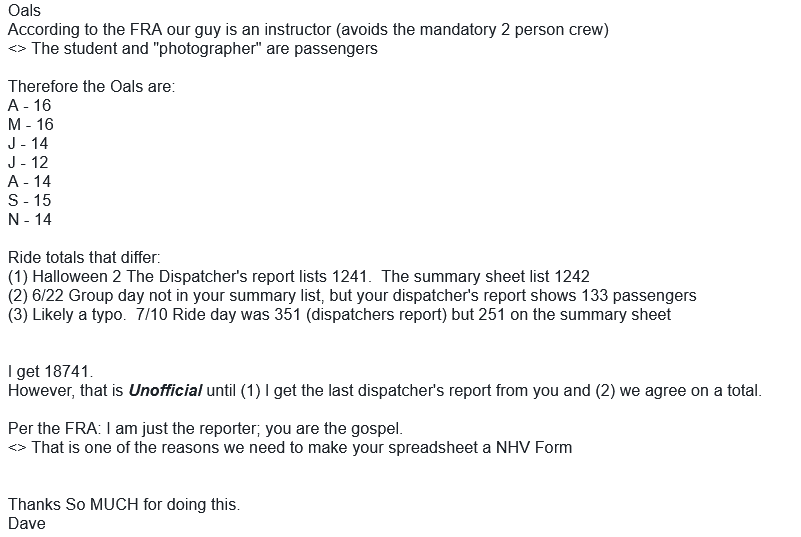 Oals
According to the FRA our guy is an instructor (avoids the mandatory 2 person crew)
<> The student and "photographer" are passengers
Therefore the Oals are:
A - 16
M - 16
J - 14
J - 12
A - 14
S - 15
N - 14
Ride totals that differ:
(1) Halloween 2 The Dispatcher's report lists 1241.  The summary sheet list 1242
(2) 6/22 Group day not in your summary list, but your dispatcher's report shows 133 passengers
(3) Likely a typo.  7/10 Ride day was 351 (dispatchers report) but 251 on the summary sheet
I get 18741.
However, that is Unofficial until (1) I get the last dispatcher's report from you and (2) we agree on a total.
Per the FRA: I am just the reporter; you are the gospel.
<> That is one of the reasons we need to make your spreadsheet a NHV Form
Thanks So MUCH for doing this.
Dave